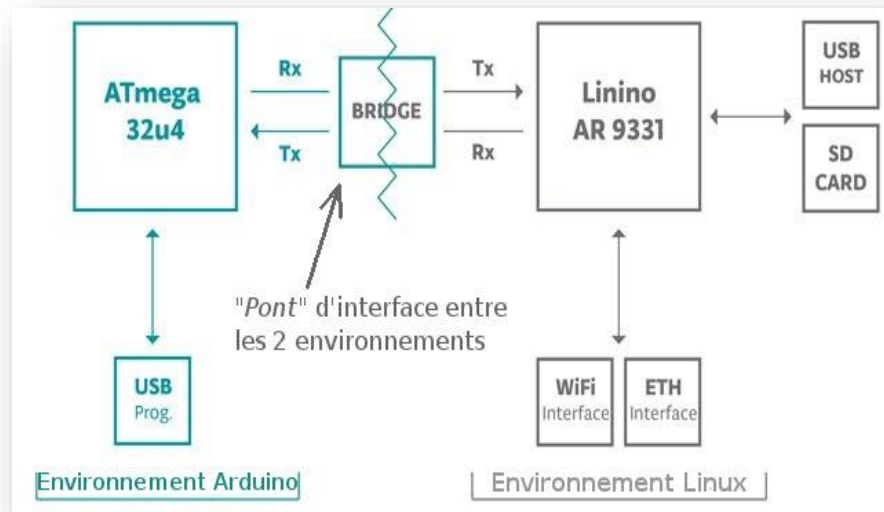 ATmega
32u4
Rx
Tx
BRIDGE
Tx
Rx
Linino
AR 9331
USB
HOST
SD
CARD
"Pont" d'interface entre
les 2 environnements
USB
Prog.
WiFi
Interface
ETH
Interface
Environnement Arduino
Environnement Linux